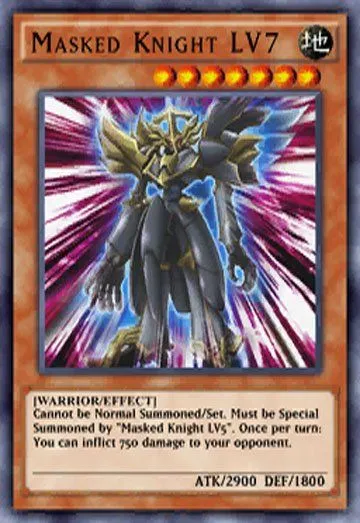 Masked Knight LV7
地
[WARRIOR/EFFECT]
Cannot be Normal Summoned/Set. Must be Special
Summoned by "Masked Knight LV5". Once per turn:
You can inflict 750 damage to your opponent.
ATK/2900 DEF/1800